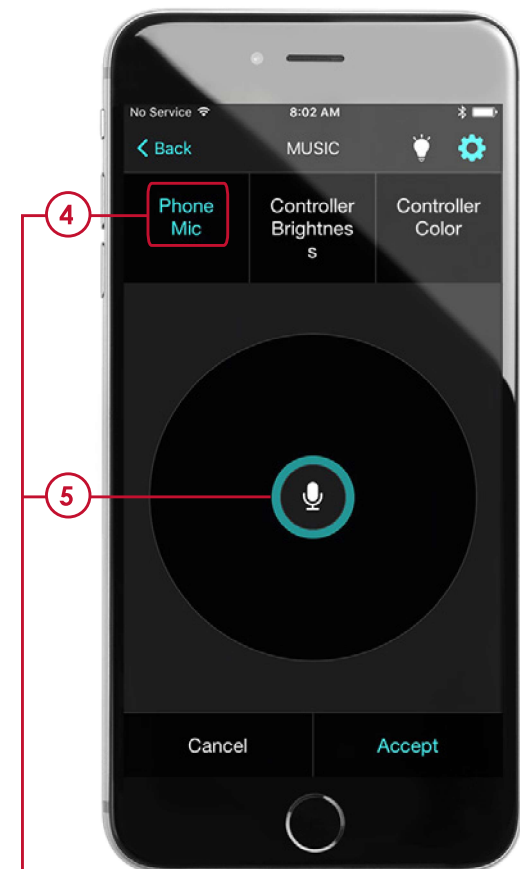 No Service 8:02 AM
Back MUSIC
Phone Controller Controller
Mic Brightnes Color
s
4
5
Cancel Accept